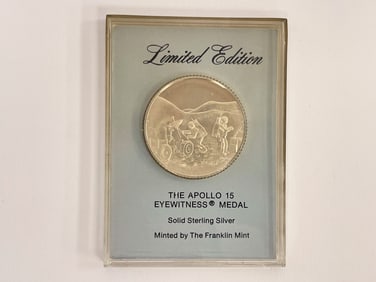 Limited Edition
THE APOLLO 15
EYEWITNESS® MEDAL
Solid Sterling Silver
Minted by The Franklin Mint